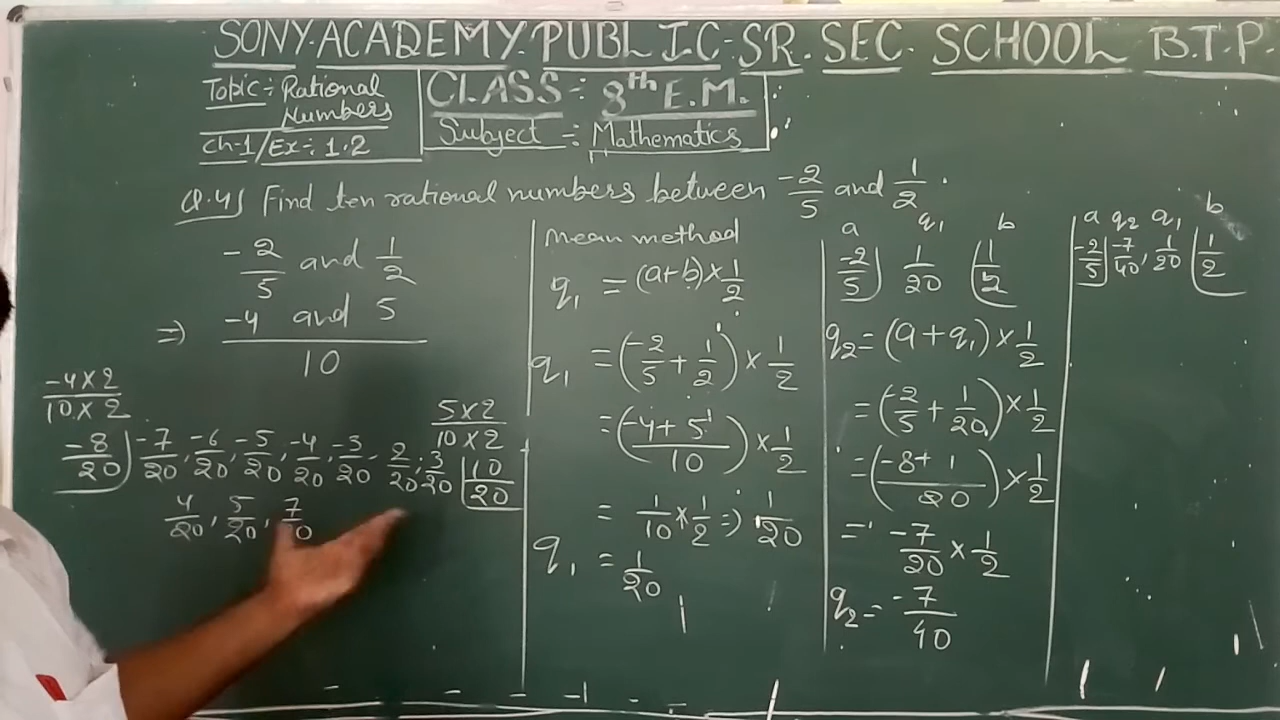 SONY ACADEMY PUBLIC SR. SEC. SCHOOL B.T.P.
Topic:- Rational Numbers
CLASS:- 8th E.M.
Ch-1/Ex:- 1.2
Subject:- Mathematics
Q.4) Find ten rational numbers between -2/5 and 1/2.
-2/5 and 1/2
⇒ (-4 and 5)/10
(-4×2)/(10×2)
(5×2)/(10×2)
-8/20) -7/20, -6/20, -5/20, -4/20, -3/20, 2/20, 3/20 (10/20
4/20, 5/20, 7/
Mean method
q1 = (a+b)×1/2
q1 = (-2/5 + 1/2) × 1/2
= ((-4+5)/10) × 1/2
= 1/10 × 1/2 ⇒ 1/20
q1 = 1/20
a q1 b
-2/5) 1/20 (1/2
q2 = (a+q1)×1/2
= (-2/5 + 1/20)×1/2
= ((-8+1)/20)×1/2
= -7/20 × 1/2
q2 = -7/40
a q2 q1 b
-2/5) -7/40, 1/20 (1/2